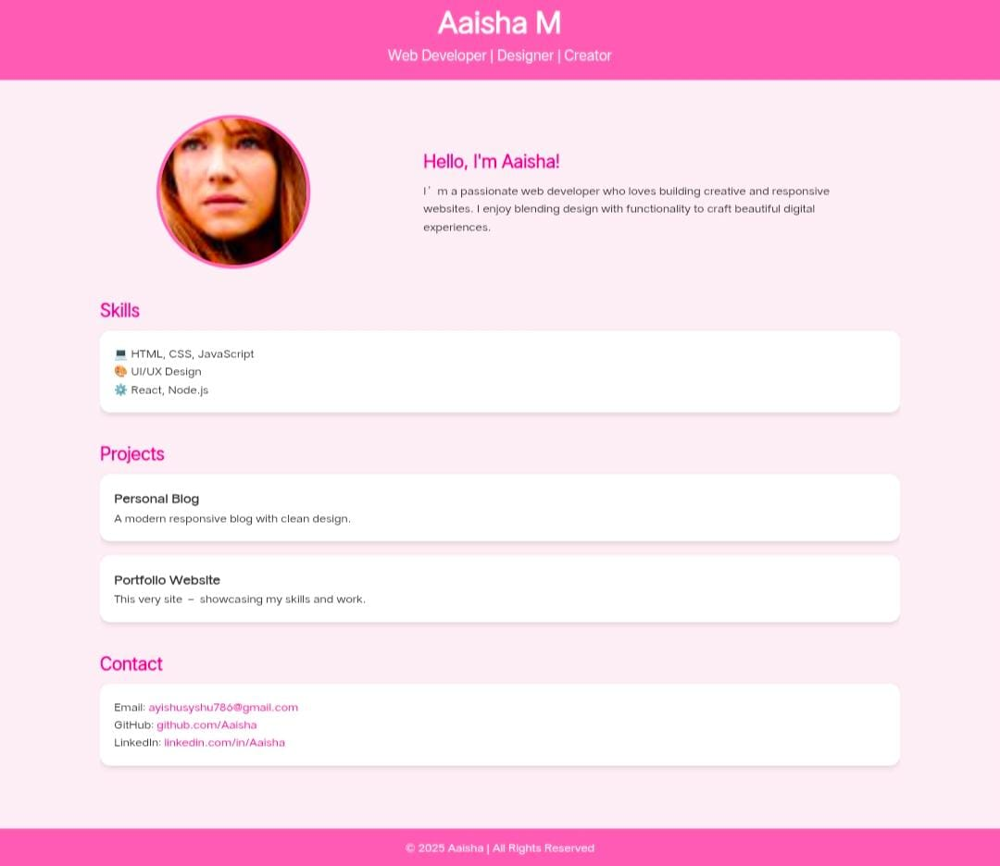 Aaisha M
Web Developer | Designer | Creator
Hello, I'm Aaisha!
I’m a passionate web developer who loves building creative and responsive
websites. I enjoy blending design with functionality to craft beautiful digital
experiences.
Skills
💻 HTML, CSS, JavaScript
🎨 UI/UX Design
⚙️ React, Node.js
Projects
Personal Blog
A modern responsive blog with clean design.
Portfolio Website
This very site – showcasing my skills and work.
Contact
Email: ayishusyshu786@gmail.com
GitHub: github.com/Aaisha
LinkedIn: linkedin.com/in/Aaisha
© 2025 Aaisha | All Rights Reserved